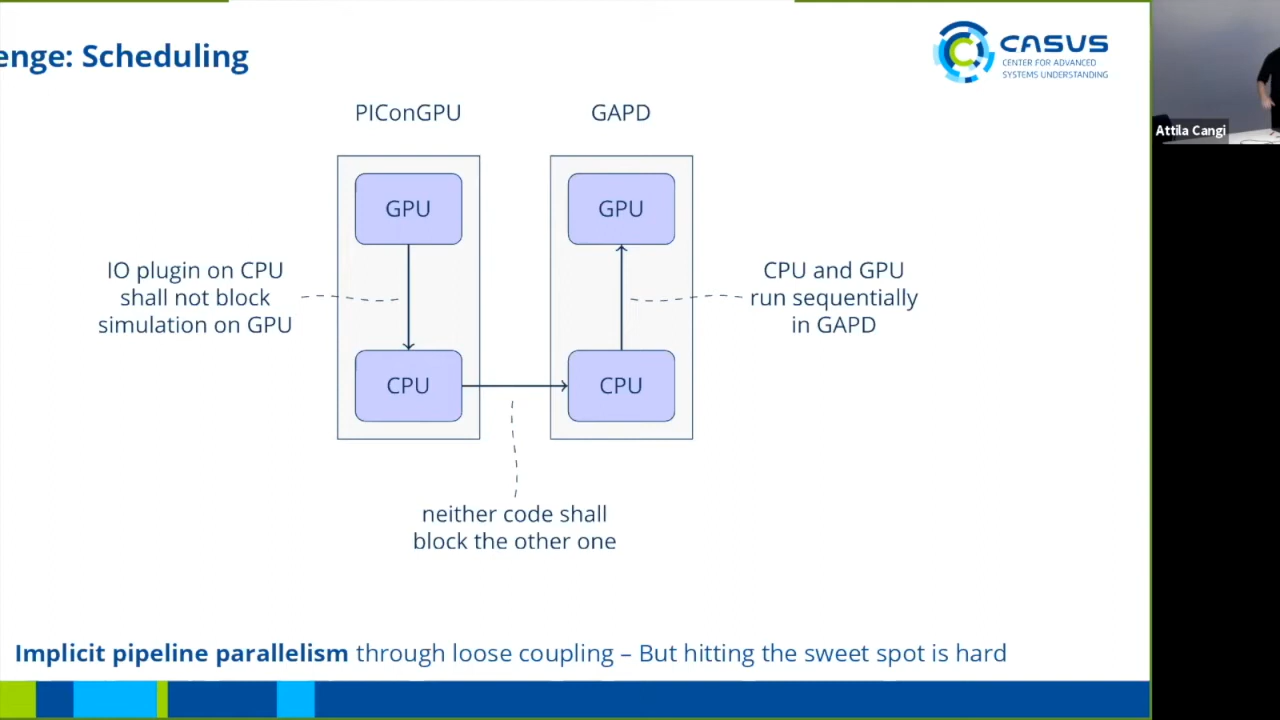 enge: Scheduling
CASUS
CENTER FOR ADVANCED
SYSTEMS UNDERSTANDING
Attila Cangi
PIConGPU
GAPD
GPU
GPU
IO plugin on CPU
shall not block
simulation on GPU
CPU and GPU
run sequentially
in GAPD
CPU
CPU
neither code shall
block the other one
Implicit pipeline parallelism through loose coupling – But hitting the sweet spot is hard